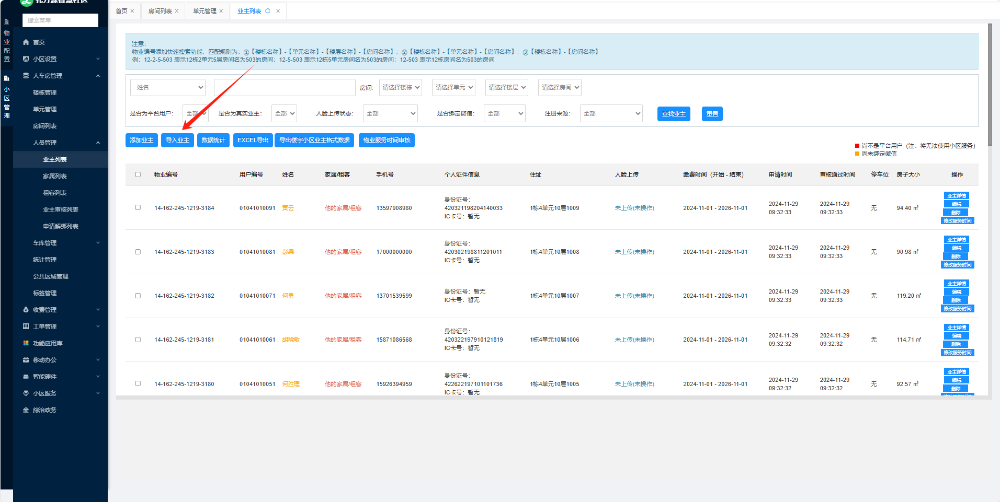 首页
房间列表
单元管理
业主列表
搜索菜单
物业配置
小区管理
首页
小区设置
人车房管理
楼栋管理
单元管理
房间列表
人员管理
业主列表
家属列表
租客列表
业主审核列表
申请解绑列表
车库管理
统计管理
公共区域管理
标签管理
收费管理
工单管理
功能应用库
移动办公
智能硬件
小区服务
综治政务
注意：
物业编号添加快速搜索功能，匹配规则为：①【楼栋名称】-【单元名称】-【楼层名称】-【房间名称】；②【楼栋名称】-【单元名称】-【房间名称】；③【楼栋名称】-【房间名称】
例：12-2-5-503 表示12栋2单元5层房间名为503的房间；12-5-503 表示12栋5单元房间名为503的房间；12-503 表示12栋房间名为503的房间
姓名 房间: 请选择楼栋 请选择单元 请选择楼层 请选择房间
是否为平台用户： 全部 是否为真实业主： 全部 人脸上传状态： 全部 是否绑定微信： 全部 注册来源： 全部 查找业主 重置
添加业主 导入业主 数据统计 EXCEL导出 导出楼宇小区业主格式数据 物业服务时间审核
尚不是平台用户（注：将无法使用小区服务）
尚未绑定微信
物业编号 用户编号 姓名 家属/租客 手机号 个人证件信息 住址 人脸上传 缴费时间（开始 - 结束） 申请时间 审核通过时间 停车位 房子大小 操作
14-162-245-1219-3184 01041010091 黄云 他的家属/租客 13597908980 身份证号：420321198204140033 IC卡号：暂无 1栋4单元10层1009 未上传(未操作) 2024-11-01 - 2026-11-01 2024-11-29 09:32:33 2024-11-29 09:32:33 无 94.40 ㎡ 业主详情 编辑 删除 修改服务时间
14-162-245-1219-3183 01041010081 彭梁 他的家属/租客 17000000000 身份证号：420302198811201011 IC卡号：暂无 1栋4单元10层1008 未上传(未操作) 2024-11-01 - 2026-11-01 2024-11-29 09:32:33 2024-11-29 09:32:33 无 90.98 ㎡ 业主详情 编辑 删除 修改服务时间
14-162-245-1219-3182 01041010071 何勇 他的家属/租客 13701539599 身份证号：暂无 IC卡号：暂无 1栋4单元10层1007 未上传(未操作) 2024-11-01 - 2026-11-01 2024-11-29 09:32:33 2024-11-29 09:32:33 无 119.20 ㎡ 业主详情 编辑 删除 修改服务时间
14-162-245-1219-3181 01041010061 胡晓敏 他的家属/租客 15871086568 身份证号：420322197910121819 IC卡号：暂无 1栋4单元10层1006 未上传(未操作) 2024-11-01 - 2026-11-01 2024-11-29 09:32:32 2024-11-29 09:32:32 无 114.71 ㎡ 业主详情 编辑 删除 修改服务时间
14-162-245-1219-3180 01041010051 何胜理 他的家属/租客 15926394959 身份证号：422622197101101736 IC卡号：暂无 1栋4单元10层1005 未上传(未操作) 2024-11-01 - 2026-11-01 2024-11-29 09:32:32 2024-11-29 09:32:32 无 92.57 ㎡ 业主详情 编辑 删除